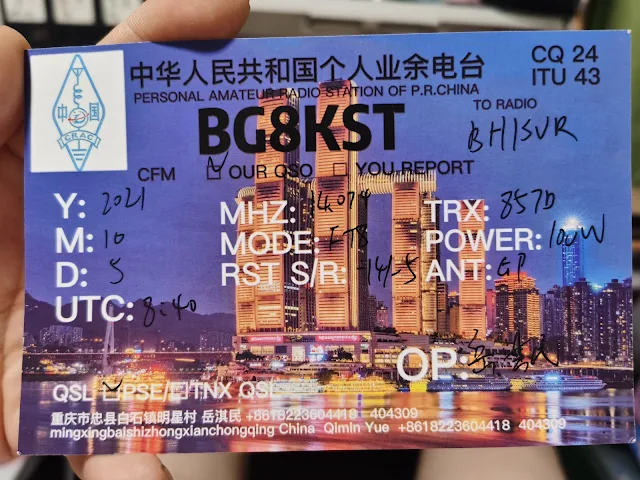 中华人民共和国个人业余电台
CQ 24
ITU 43
PERSONAL AMATEUR RADIO STATION OF P.R.CHINA
中 国
CRAC
BG8KST
TO RADIO
BH1SVR
CFM OUR QSO YOU REPORT
Y: 2021 MHZ: 14074 TRX: 857D
M: 10 MODE: FT8 POWER: 100W
D: 5 RST S/R: -14/-5 ANT: GP
UTC: 8:40
OP:
QSL PSE/ TNX QSL
重庆市忠县白石镇明星村 岳淇民 +8618223604418 404309
mingxingbaishizhongxianchongqing China Qimin Yue +8618223604418 404309